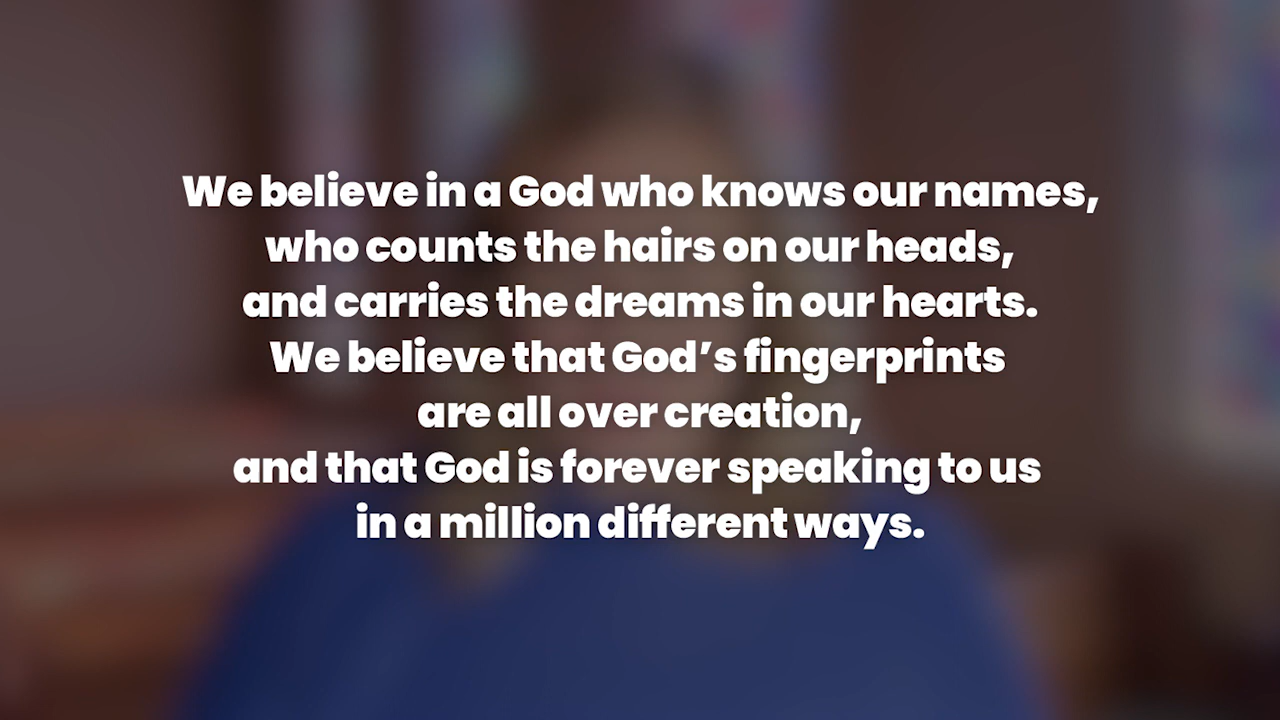 We believe in a God who knows our names,
who counts the hairs on our heads,
and carries the dreams in our hearts.
We believe that God’s fingerprints
are all over creation,
and that God is forever speaking to us
in a million different ways.